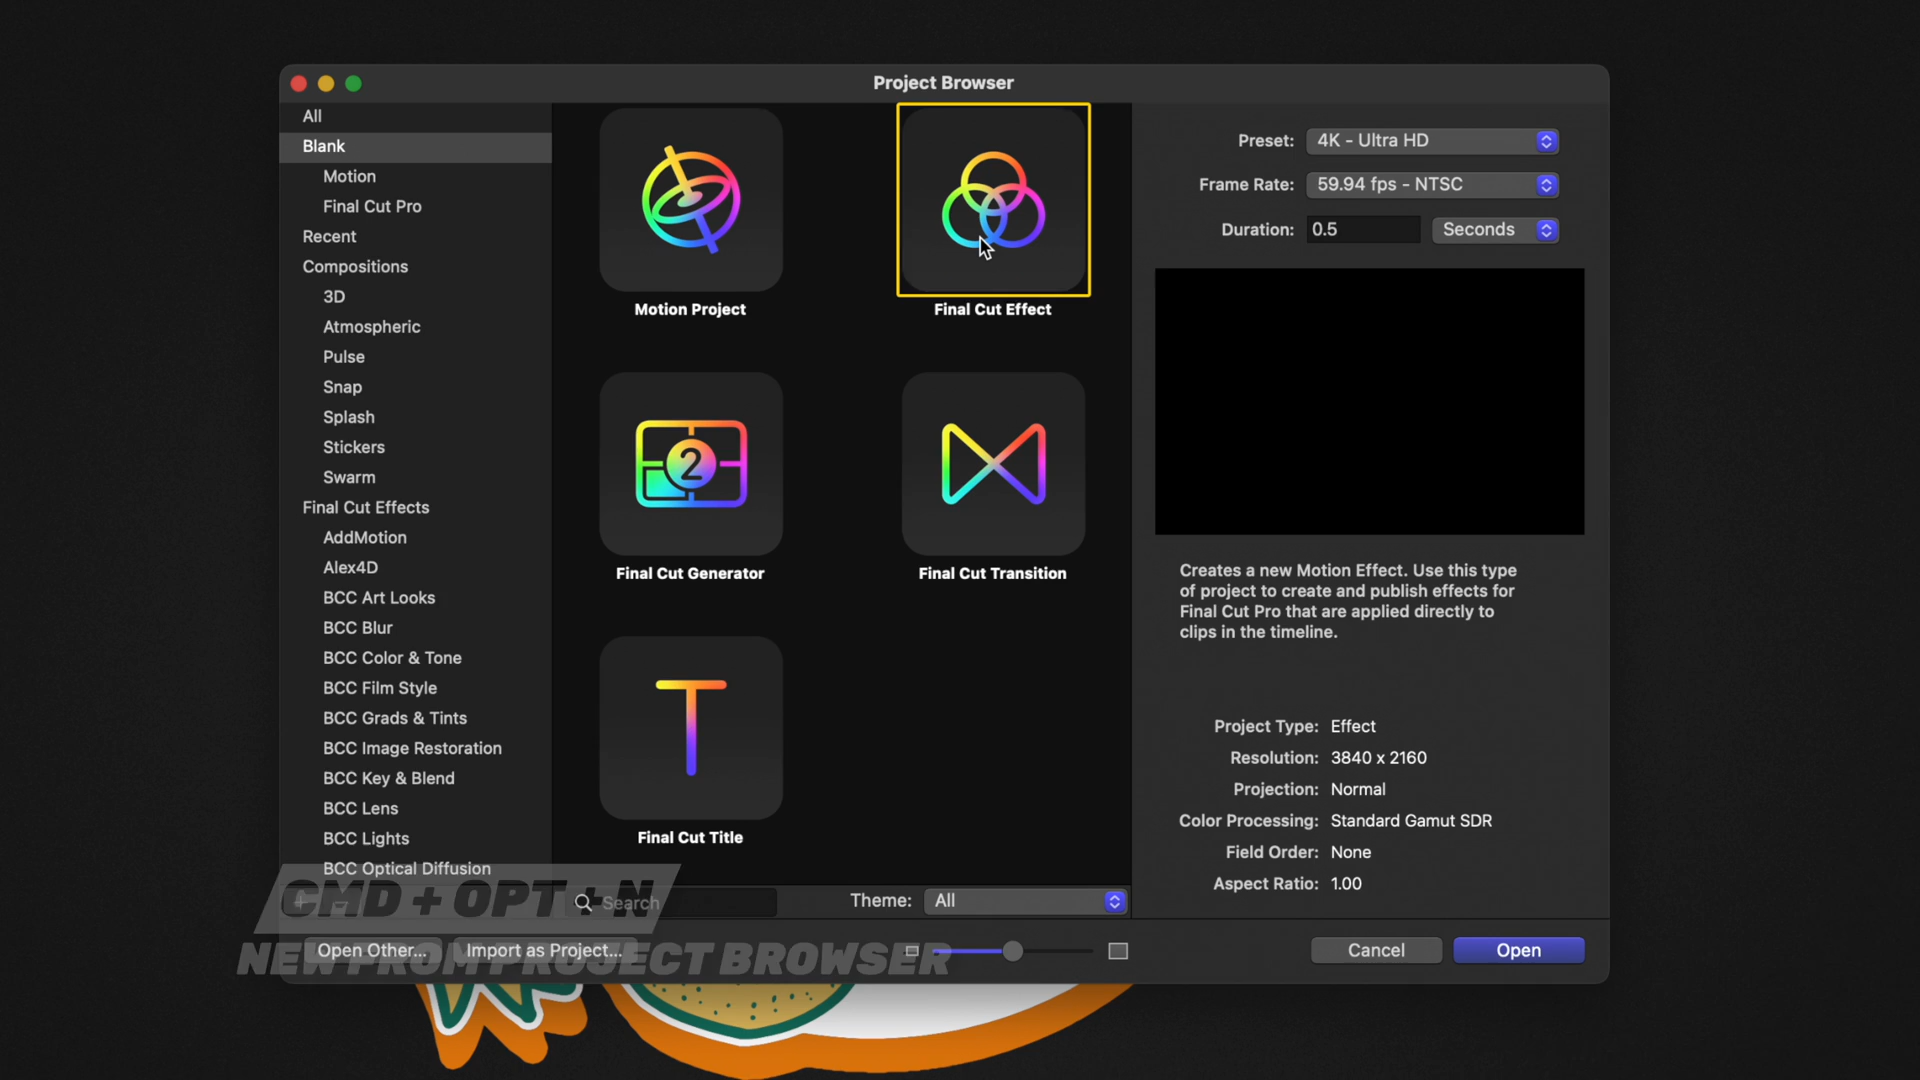 Project Browser
All
Blank
Motion
Final Cut Pro
Recent
Compositions
3D
Atmospheric
Pulse
Snap
Splash
Stickers
Swarm
Final Cut Effects
AddMotion
Alex4D
BCC Art Looks
BCC Blur
BCC Color & Tone
BCC Film Style
BCC Grads & Tints
BCC Image Restoration
BCC Key & Blend
BCC Lens
BCC Lights
BCC Optical Diffusion
Motion Project
Final Cut Effect
2
Final Cut Generator
Final Cut Transition
T
Final Cut Title
Search
Theme: All
Preset: 4K - Ultra HD
Frame Rate: 59.94 fps - NTSC
Duration: 0.5 Seconds
Creates a new Motion Effect. Use this type
of project to create and publish effects for
Final Cut Pro that are applied directly to
clips in the timeline.
Project Type: Effect
Resolution: 3840 x 2160
Projection: Normal
Color Processing: Standard Gamut SDR
Field Order: None
Aspect Ratio: 1.00
Open Other...
Import as Project...
Cancel
Open
CMD + OPT + N
NEW FROM PROJECT BROWSER